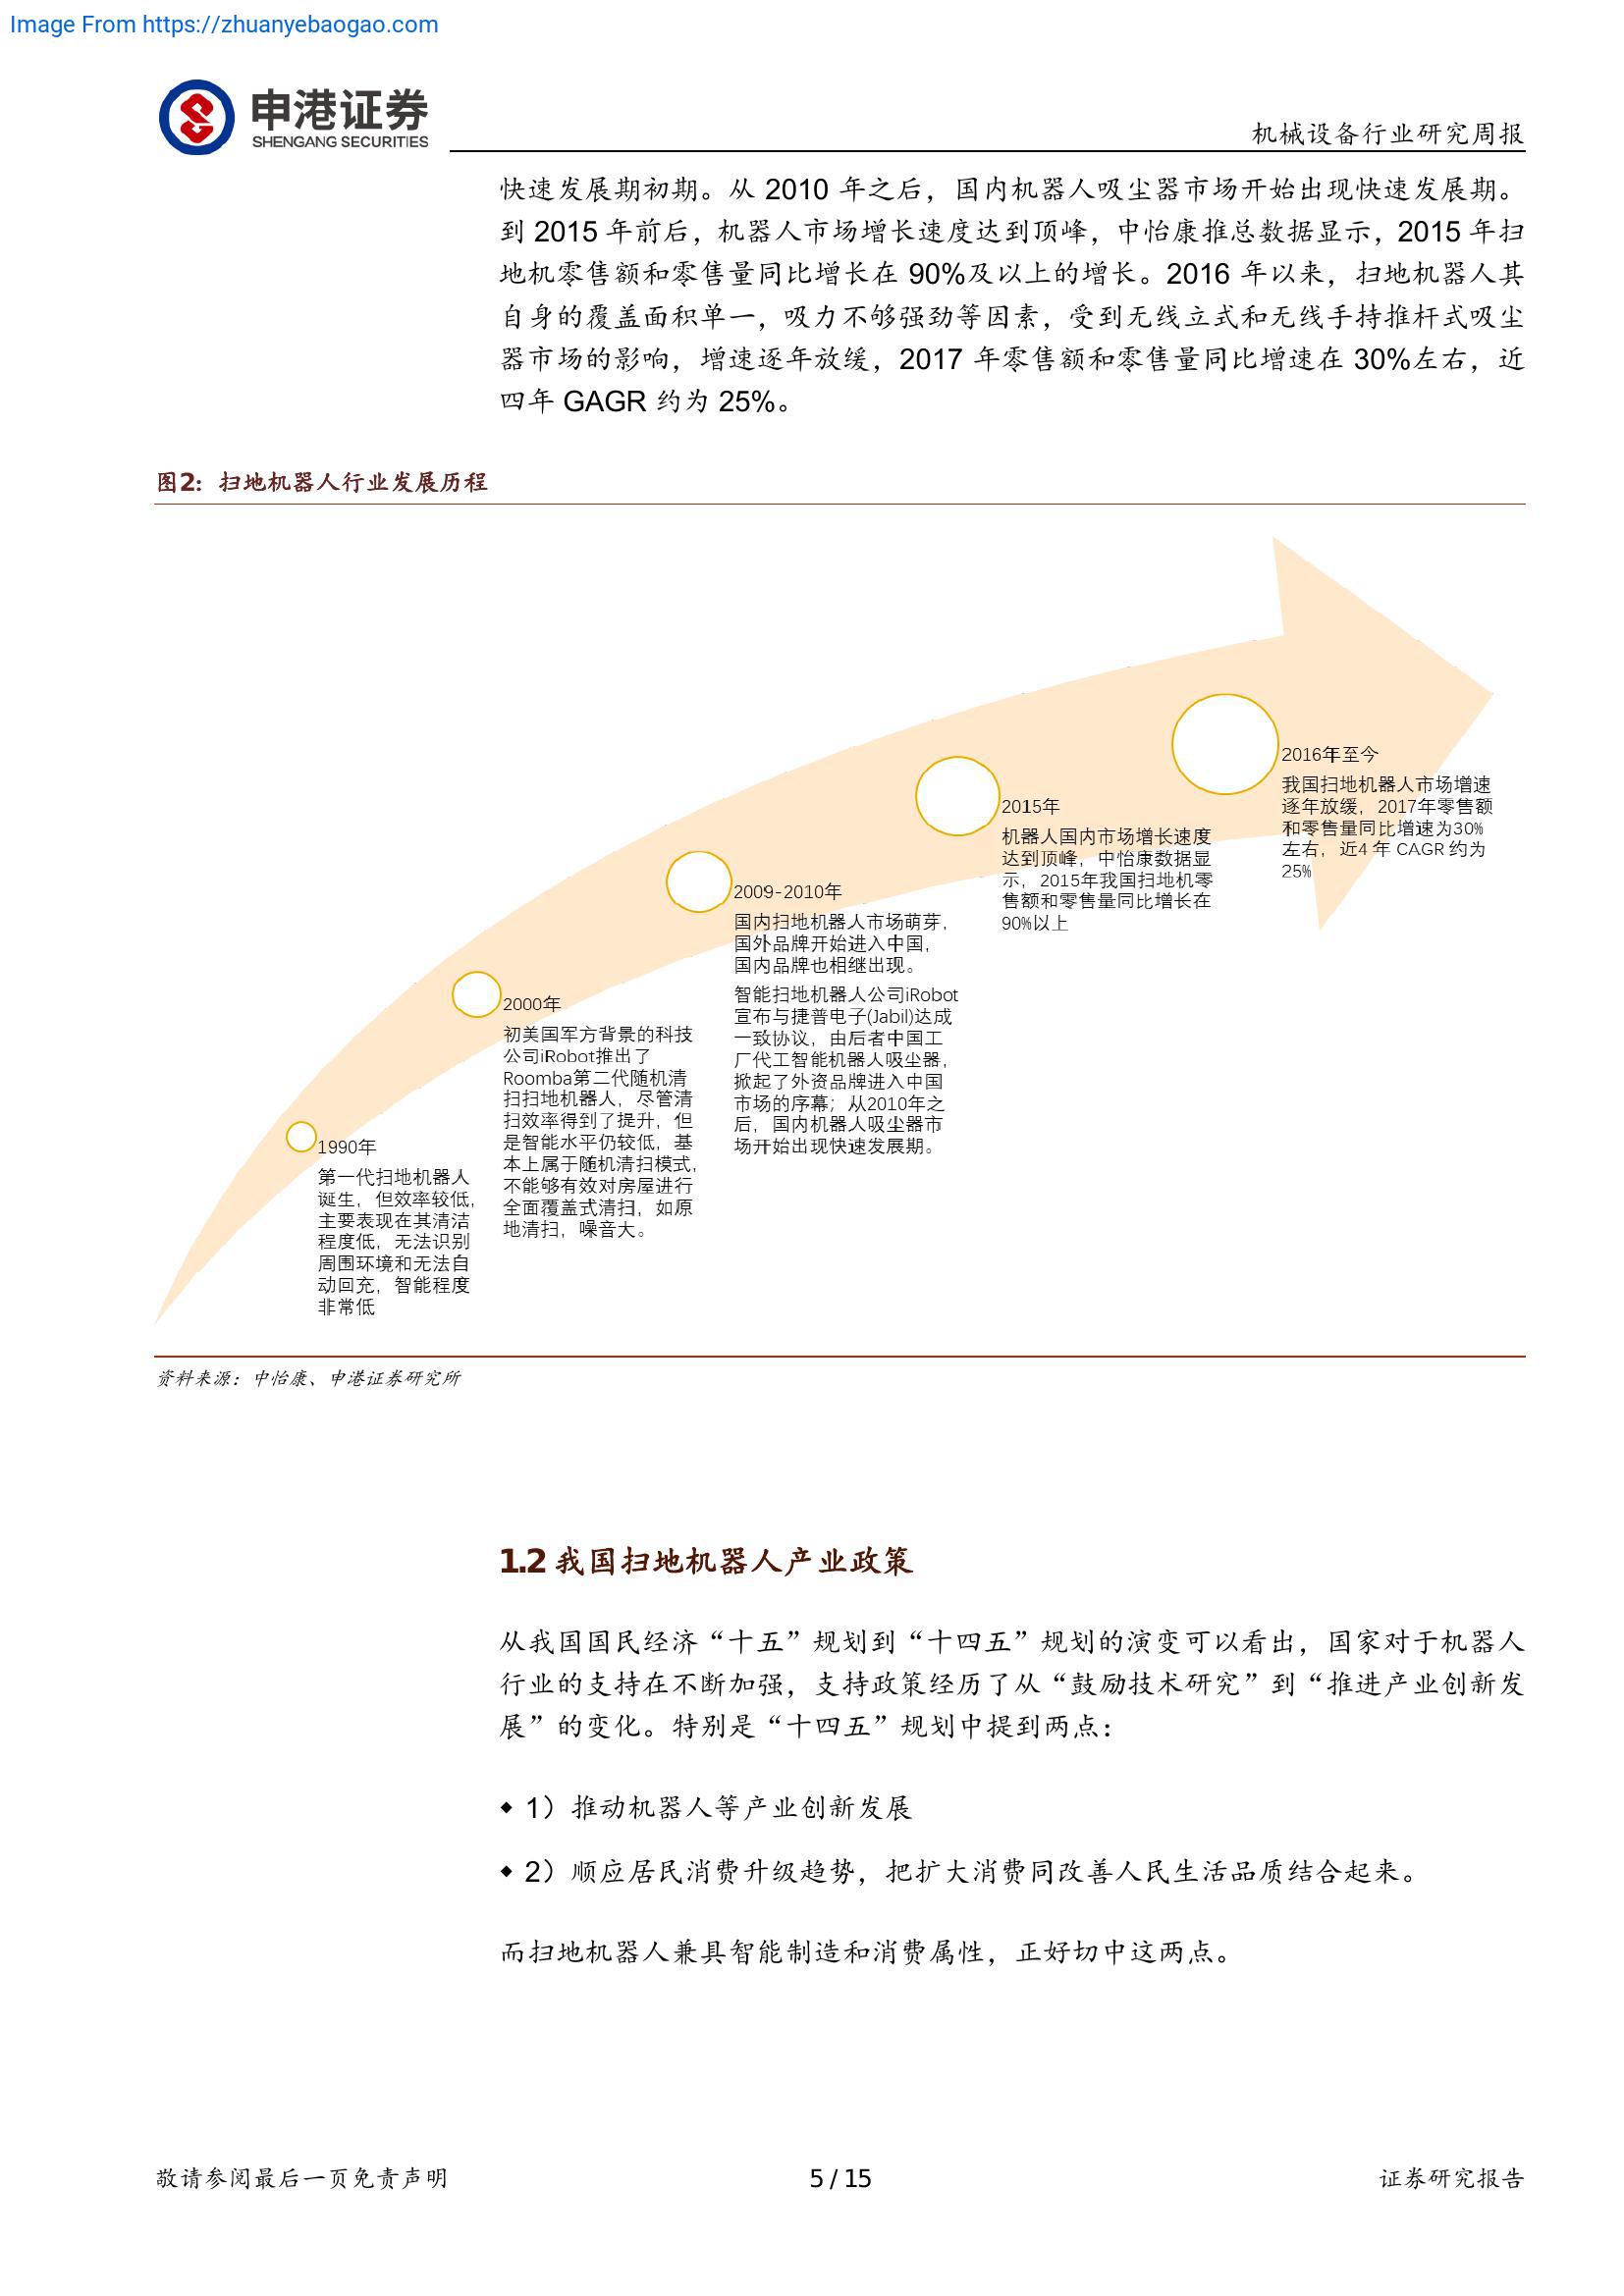 Image From https://zhuanyebaogao.com
申港证券
SHENGANG SECURITIES
机械设备行业研究周报
快速发展期初期。从 2010 年之后，国内机器人吸尘器市场开始出现快速发展期。
到 2015 年前后，机器人市场增长速度达到顶峰，中怡康推总数据显示，2015 年扫
地机零售额和零售量同比增长在 90%及以上的增长。2016 年以来，扫地机器人其
自身的覆盖面积单一，吸力不够强劲等因素，受到无线立式和无线手持推杆式吸尘
器市场的影响，增速逐年放缓，2017 年零售额和零售量同比增速在 30%左右，近
四年 GAGR 约为 25%。
图2：扫地机器人行业发展历程
1990年
第一代扫地机器人
诞生，但效率较低，
主要表现在其清洁
程度低，无法识别
周围环境和无法自
动回充，智能程度
非常低
2000年
初美国军方背景的科技
公司iRobot推出了
Roomba第二代随机清
扫扫地机器人，尽管清
扫效率得到了提升，但
是智能水平仍较低，基
本上属于随机清扫模式，
不能够有效对房屋进行
全面覆盖式清扫，如原
地清扫，噪音大。
2009-2010年
国内扫地机器人市场萌芽，
国外品牌开始进入中国，
国内品牌也相继出现。
智能扫地机器人公司iRobot
宣布与捷普电子(Jabil)达成
一致协议，由后者中国工
厂代工智能机器人吸尘器，
掀起了外资品牌进入中国
市场的序幕；从2010年之
后，国内机器人吸尘器市
场开始出现快速发展期。
2015年
机器人国内市场增长速度
达到顶峰，中怡康数据显
示，2015年我国扫地机零
售额和零售量同比增长在
90%以上
2016年至今
我国扫地机器人市场增速
逐年放缓，2017年零售额
和零售量同比增速为30%
左右，近4 年 CAGR 约为
25%
资料来源：中怡康、申港证券研究所
1.2 我国扫地机器人产业政策
从我国国民经济“十五”规划到“十四五”规划的演变可以看出，国家对于机器人
行业的支持在不断加强，支持政策经历了从“鼓励技术研究”到“推进产业创新发
展”的变化。特别是“十四五”规划中提到两点：
◆ 1）推动机器人等产业创新发展
◆ 2）顺应居民消费升级趋势，把扩大消费同改善人民生活品质结合起来。
而扫地机器人兼具智能制造和消费属性，正好切中这两点。
敬请参阅最后一页免责声明
5 / 15
证券研究报告